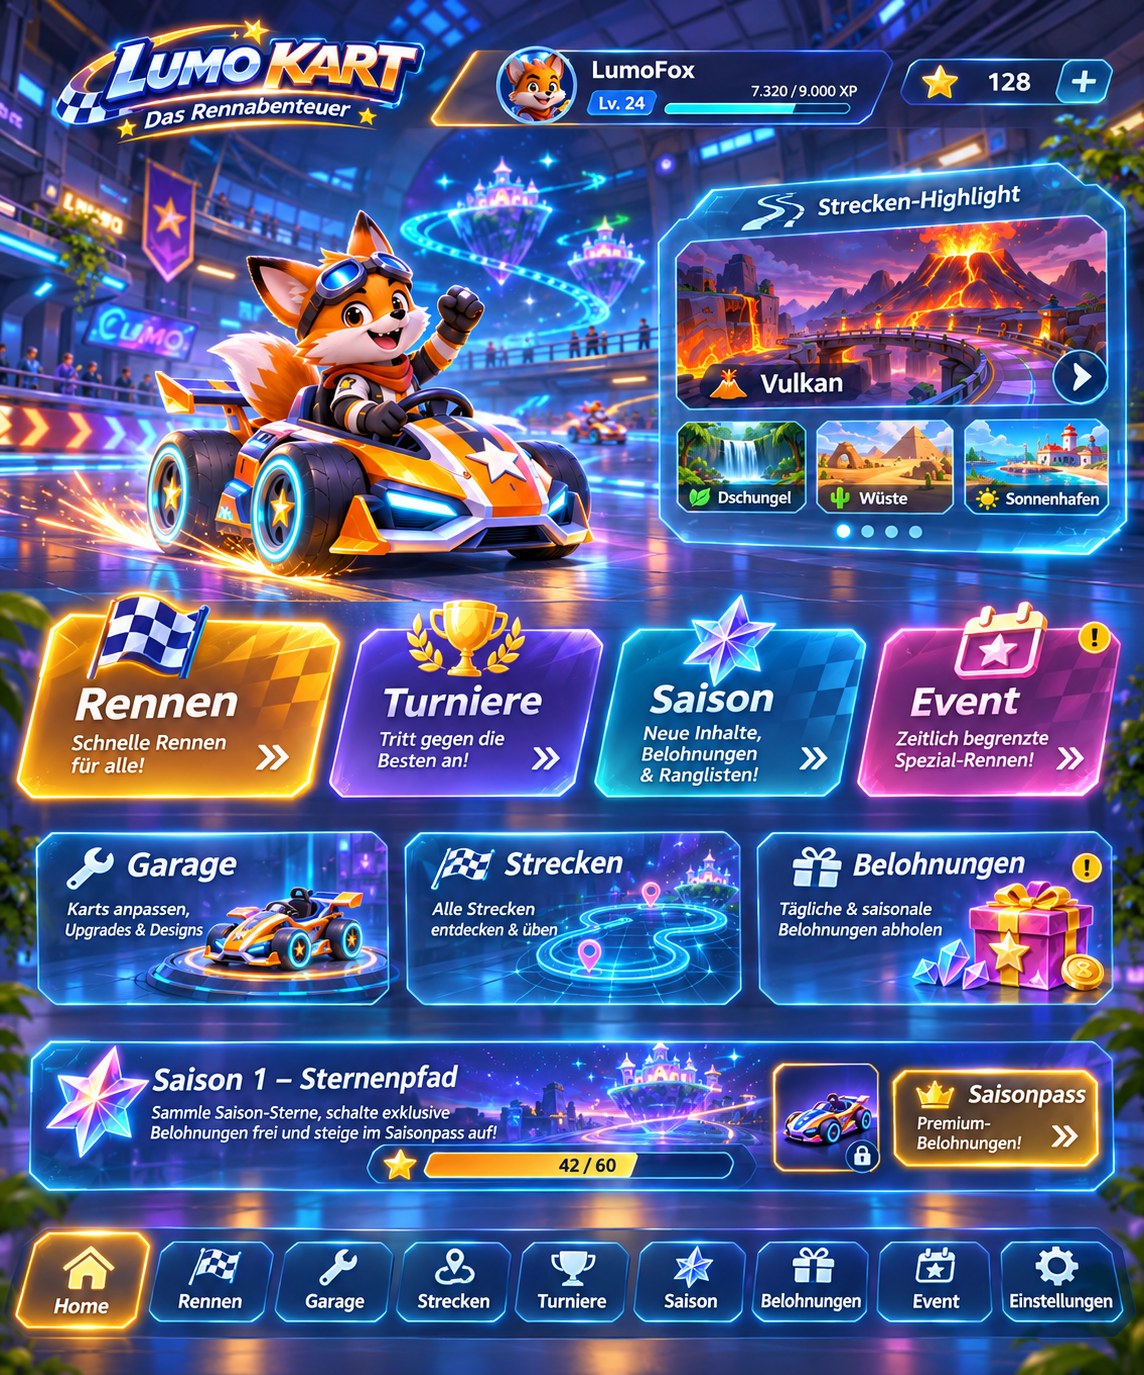 LUMO KART
Das Rennabenteuer
LumoFox
Lv. 24
7.320 / 9.000 XP
128
Strecken-Highlight
Vulkan
Dschungel
Wüste
Sonnenhafen
Rennen
Schnelle Rennen
für alle!
Turniere
Tritt gegen die
Besten an!
Saison
Neue Inhalte,
Belohnungen
& Ranglisten!
Event
Zeitlich begrenzte
Spezial-Rennen!
!
Garage
Karts anpassen,
Upgrades & Designs
Strecken
Alle Strecken
entdecken & üben
Belohnungen
Tägliche & saisonale
Belohnungen abholen
!
Saison 1 – Sternenpfad
Sammle Saison-Sterne, schalte exklusive
Belohnungen frei und steige im Saisonpass auf!
42 / 60
Saisonpass
Premium-
Belohnungen!
Home
Rennen
Garage
Strecken
Turniere
Saison
Belohnungen
Event
Einstellungen